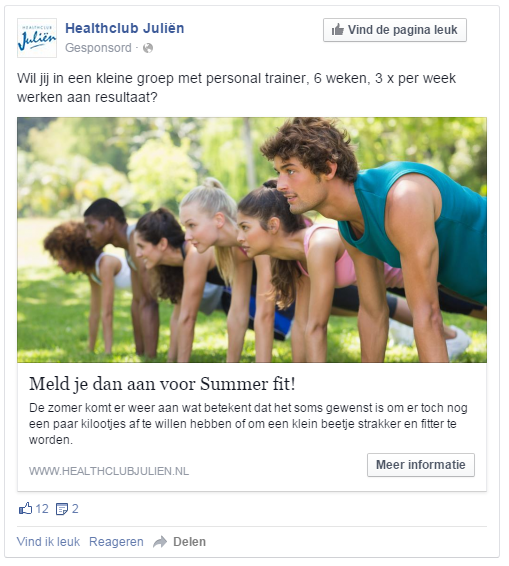 HEALTHCLUB
Juliën
Healthclub Juliën
Gesponsord ·
Vind de pagina leuk
Wil jij in een kleine groep met personal trainer, 6 weken, 3 x per week
werken aan resultaat?
Meld je dan aan voor Summer fit!
De zomer komt er weer aan wat betekent dat het soms gewenst is om er toch nog
een paar kilootjes af te willen hebben of om een klein beetje strakker en fitter te
worden.
WWW.HEALTHCLUBJULIEN.NL
Meer informatie
12 2
Vind ik leuk Reageren Delen